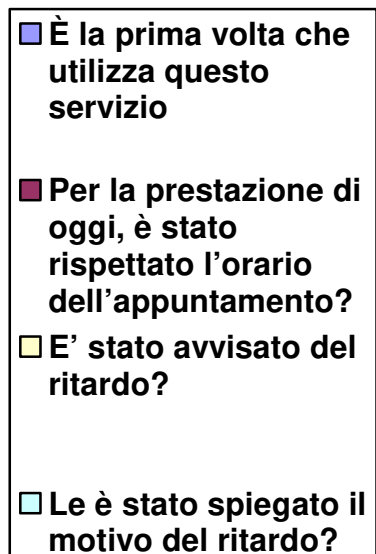 È la prima volta che
utilizza questo
servizio
Per la prestazione di
oggi, è stato
rispettato l’orario
dell’appuntamento?
E’ stato avvisato del
ritardo?
Le è stato spiegato il
motivo del ritardo?